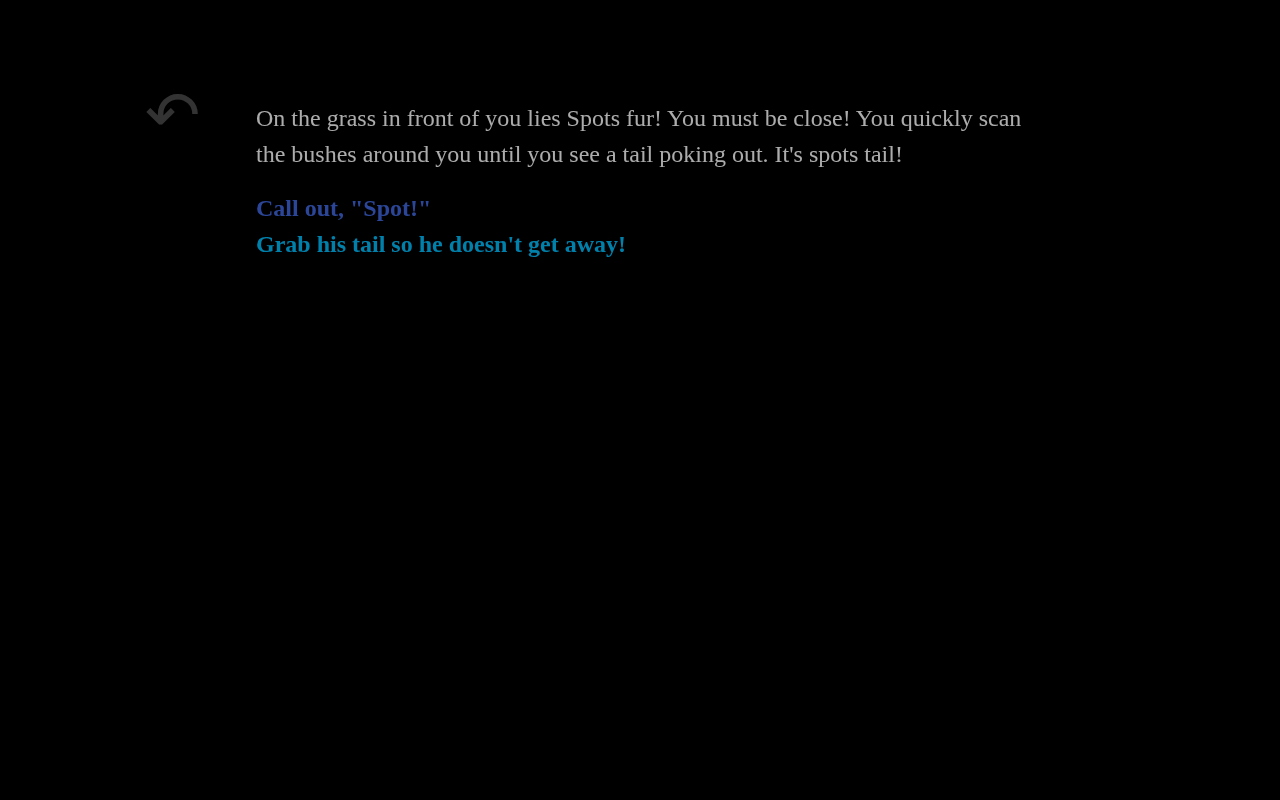 On the grass in front of you lies Spots fur! You must be close! You quickly scan
the bushes around you until you see a tail poking out. It's spots tail!
Call out, "Spot!"
Grab his tail so he doesn't get away!